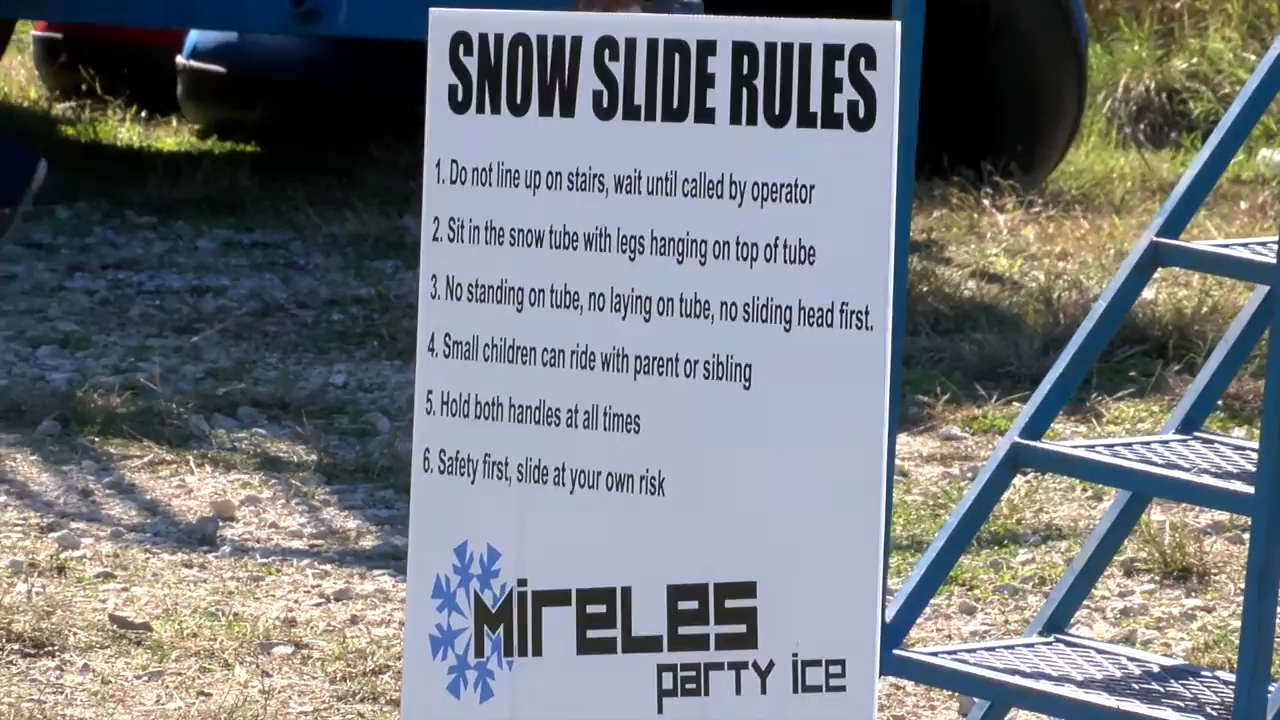 SNOW SLIDE RULES
1. Do not line up on stairs, wait until called by operator
2. Sit in the snow tube with legs hanging on top of tube
3. No standing on tube, no laying on tube, no sliding head first.
4. Small children can ride with parent or sibling
5. Hold both handles at all times
6. Safety first, slide at your own risk
MIreLes
party ice